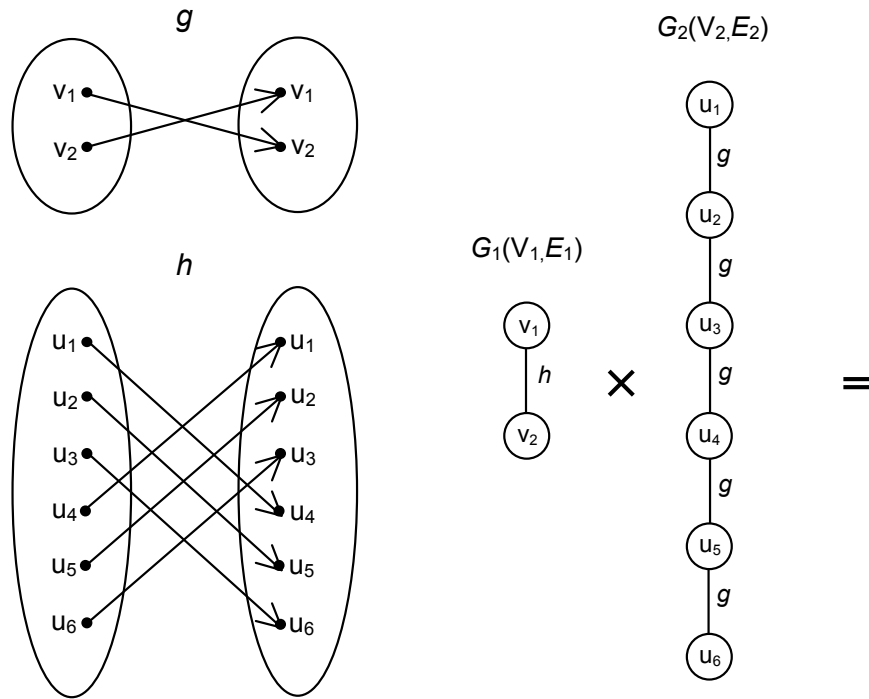 g
v₁ v₁
v₂ v₂
h
u₁ u₁
u₂ u₂
u₃ u₃
u₄ u₄
u₅ u₅
u₆ u₆
G₁(V₁,E₁)
v₁
h
v₂
×
G₂(V₂,E₂)
u₁
g
u₂
g
u₃
g
u₄
g
u₅
g
u₆
=